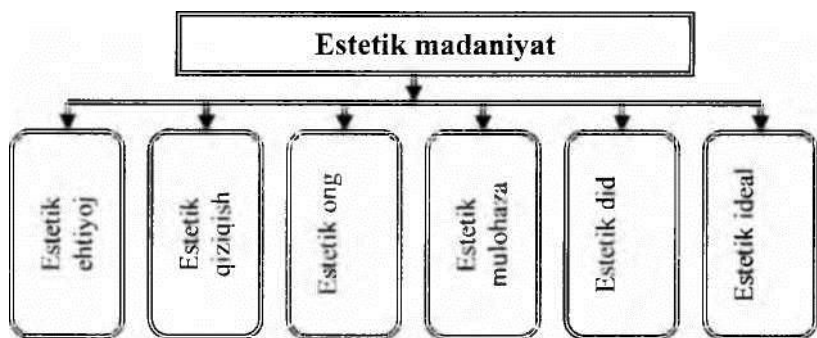 Estetik madaniyat
Estetik
ehtiyoj
Estetik
qiziqish
Estetik ong
Estetik
mulohaza
Estetik did
Estetik ideal